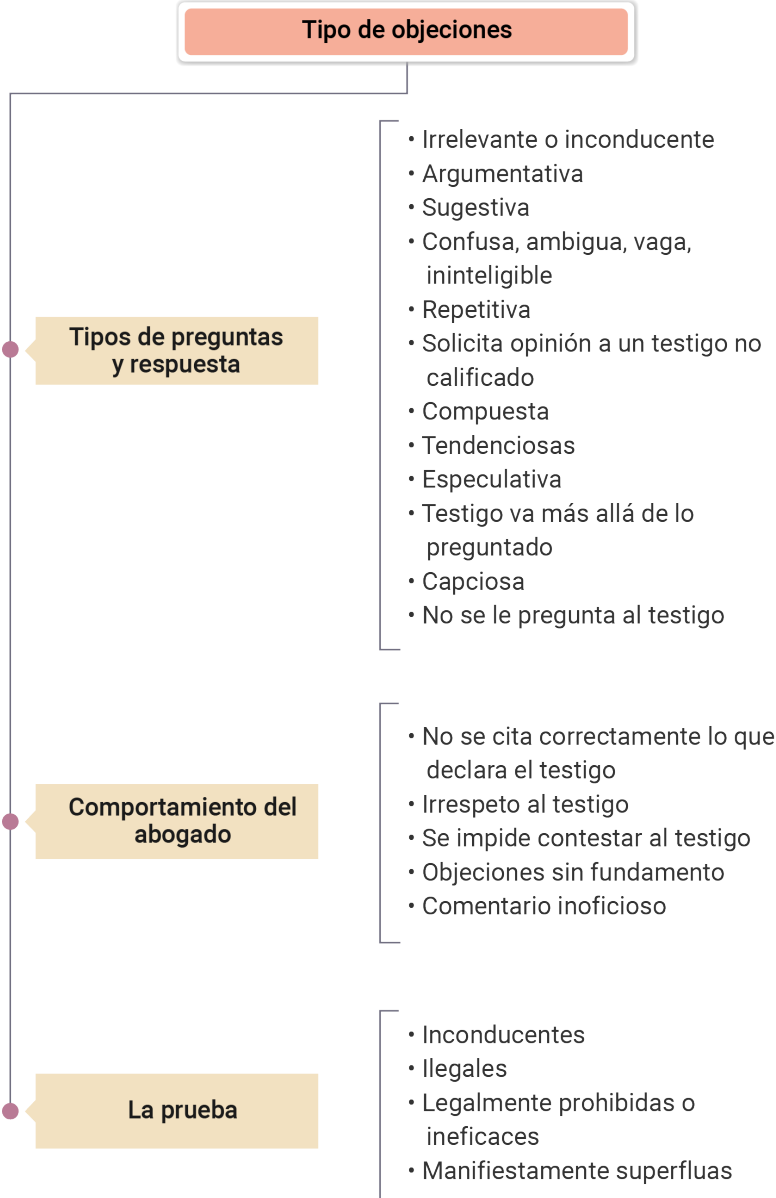 Tipo de objeciones
Tipos de preguntas
y respuesta
• Irrelevante o inconducente
• Argumentativa
• Sugestiva
• Confusa, ambigua, vaga,
ininteligible
• Repetitiva
• Solicita opinión a un testigo no
calificado
• Compuesta
• Tendenciosas
• Especulativa
• Testigo va más allá de lo
preguntado
• Capciosa
• No se le pregunta al testigo
Comportamiento del
abogado
• No se cita correctamente lo que
declara el testigo
• Irrespeto al testigo
• Se impide contestar al testigo
• Objeciones sin fundamento
• Comentario inoficioso
La prueba
• Inconducentes
• Ilegales
• Legalmente prohibidas o
ineficaces
• Manifiestamente superfluas